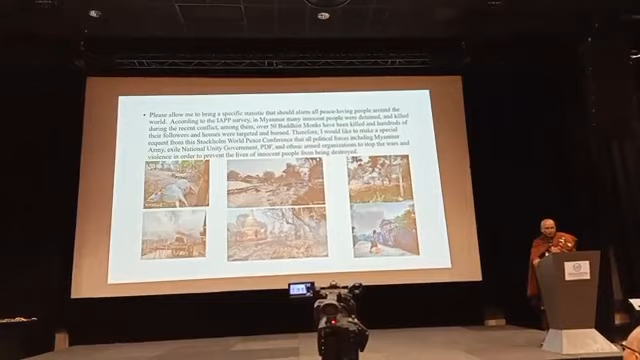 • Please allow me to bring a specific statistic that should alarm all peace-loving people around the
world. According to the IAPP survey, in Myanmar many innocent people were detained, and killed
during the recent conflict, among them, over 50 Buddhist Monks have been killed and hundreds of
their followers and houses were targeted and burned. Therefore, I would like to make a special
request from this Stockholm World Peace Conference that all political forces including Myanmar
Army, exile National Unity Government, PDF, and ethnic armed organizations to stop the wars and
violence in order to prevent the lives of innocent people from being destroyed.